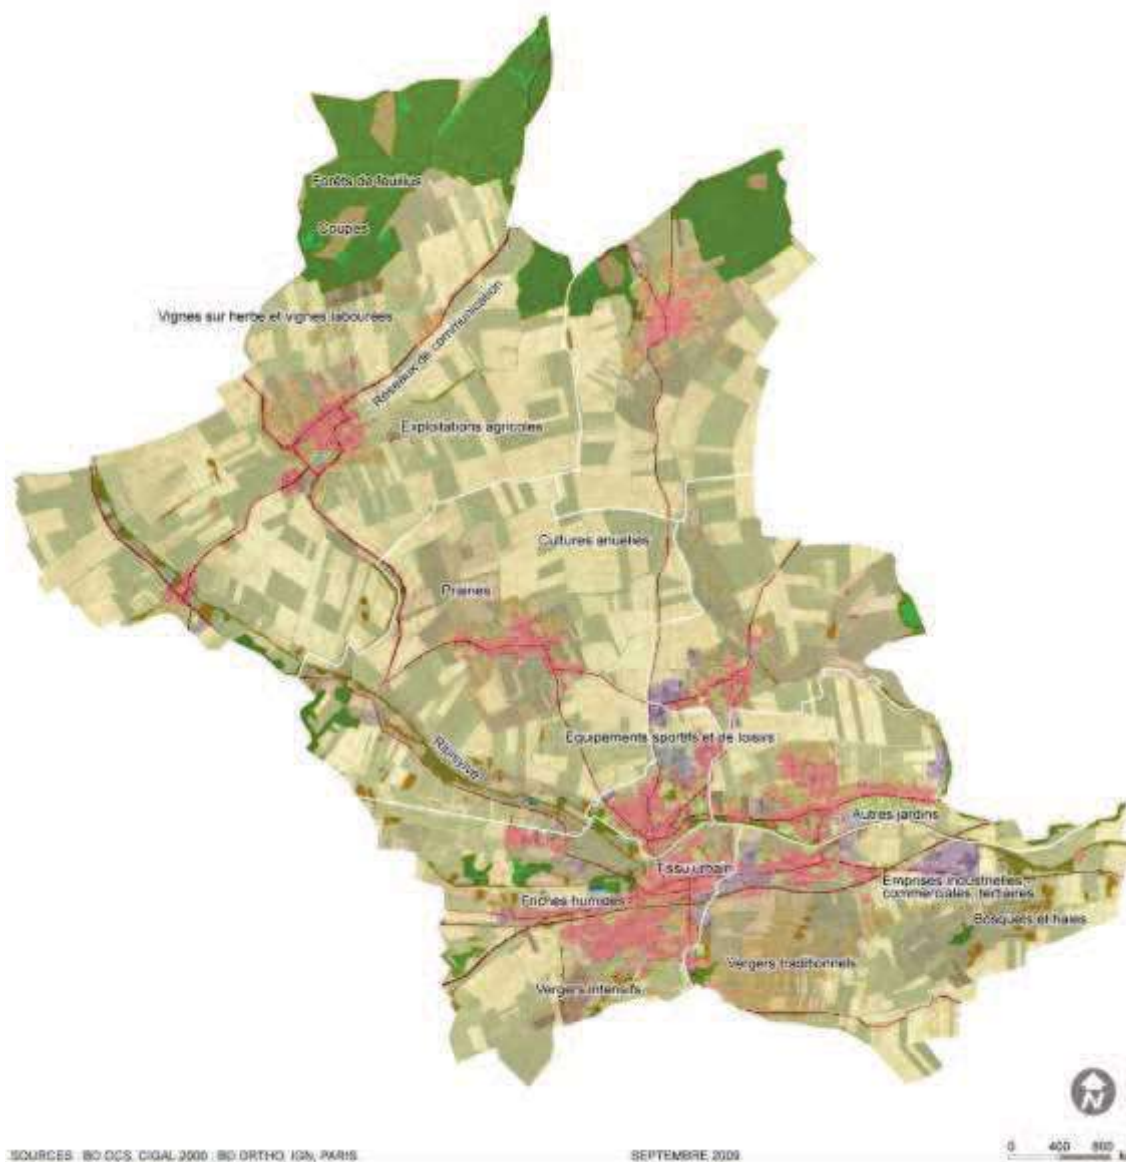 Forêts de feuillus
Coupes
Vignes sur herbe et vignes labourées
Réseaux de communication
Exploitations agricoles
Cultures anuelles
Prairies
Equipements sportifs et de loisirs
Ripisylve
Autres jardins
Tissu urbain
Emprises industrielles,
commerciales, tertiaires
Friches humides
Bosquets et haies
Vergers traditionnels
Vergers intensifs
N
0 400 800
SOURCES : BD OCS, CIGAL 2000 ; BD ORTHO, IGN, PARIS
SEPTEMBRE 2009